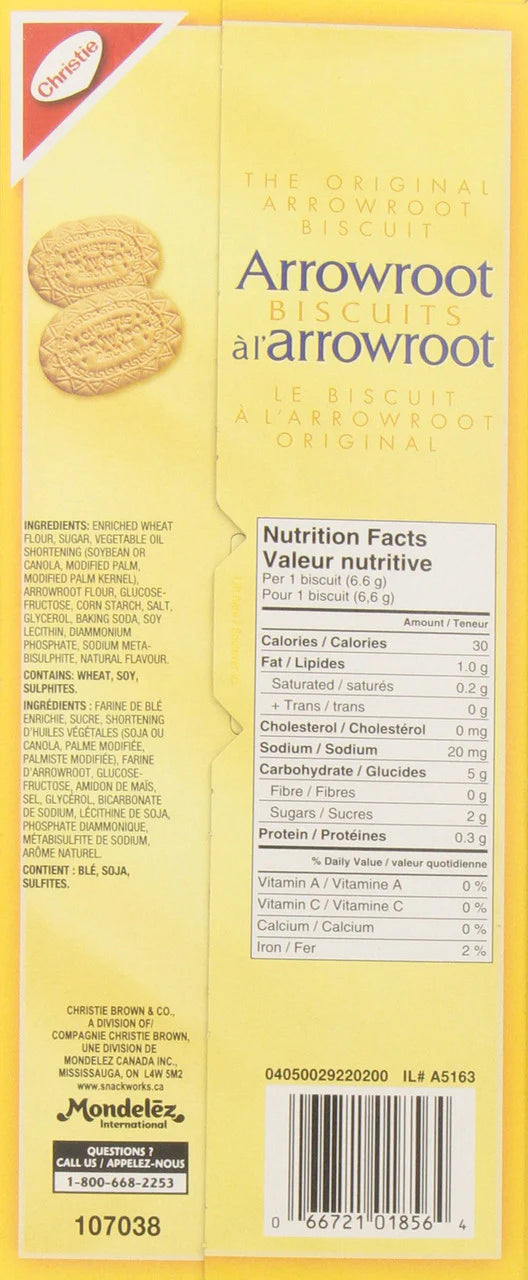 Christie
THE ORIGINAL
ARROWROOT
BISCUIT
Arrowroot
BISCUITS
à l'arrowroot
LE BISCUIT
À L'ARROWROOT
ORIGINAL
INGREDIENTS: ENRICHED WHEAT
FLOUR, SUGAR, VEGETABLE OIL
SHORTENING (SOYBEAN OR
CANOLA, MODIFIED PALM,
MODIFIED PALM KERNEL),
ARROWROOT FLOUR, GLUCOSE-
FRUCTOSE, CORN STARCH, SALT,
GLYCEROL, BAKING SODA, SOY
LECITHIN, DIAMMONIUM
PHOSPHATE, SODIUM META-
BISULPHITE, NATURAL FLAVOUR.
CONTAINS: WHEAT, SOY,
SULPHITES.
INGRÉDIENTS : FARINE DE BLÉ
ENRICHIE, SUCRE, SHORTENING
D'HUILES VÉGÉTALES (SOJA OU
CANOLA, PALME MODIFIÉE,
PALMISTE MODIFIÉE), FARINE
D'ARROWROOT, GLUCOSE-
FRUCTOSE, AMIDON DE MAÏS,
SEL, GLYCÉROL, BICARBONATE
DE SODIUM, LÉCITHINE DE SOJA,
PHOSPHATE DIAMMONIQUE,
MÉTABISULFITE DE SODIUM,
ARÔME NATUREL.
CONTIENT : BLÉ, SOJA,
SULFITES.
Nutrition Facts
Valeur nutritive
Per 1 biscuit (6.6 g)
Pour 1 biscuit (6,6 g)
Amount / Teneur
Calories / Calories 30
Fat / Lipides 1.0 g
Saturated / saturés 0.2 g
+ Trans / trans 0 g
Cholesterol / Cholestérol 0 mg
Sodium / Sodium 20 mg
Carbohydrate / Glucides 5 g
Fibre / Fibres 0 g
Sugars / Sucres 2 g
Protein / Protéines 0.3 g
% Daily Value / valeur quotidienne
Vitamin A / Vitamine A 0 %
Vitamin C / Vitamine C 0 %
Calcium / Calcium 0 %
Iron / Fer 2 %
CHRISTIE BROWN & CO.,
A DIVISION OF/
COMPAGNIE CHRISTIE BROWN,
UNE DIVISION DE
MONDELEZ CANADA INC.,
MISSISSAUGA, ON L4W 5M2
www.snackworks.ca
Mondelēz,
International
QUESTIONS ?
CALL US / APPELEZ-NOUS
1-800-668-2253
107038
04050029220200 IL# A5163
0 66721 01856 4